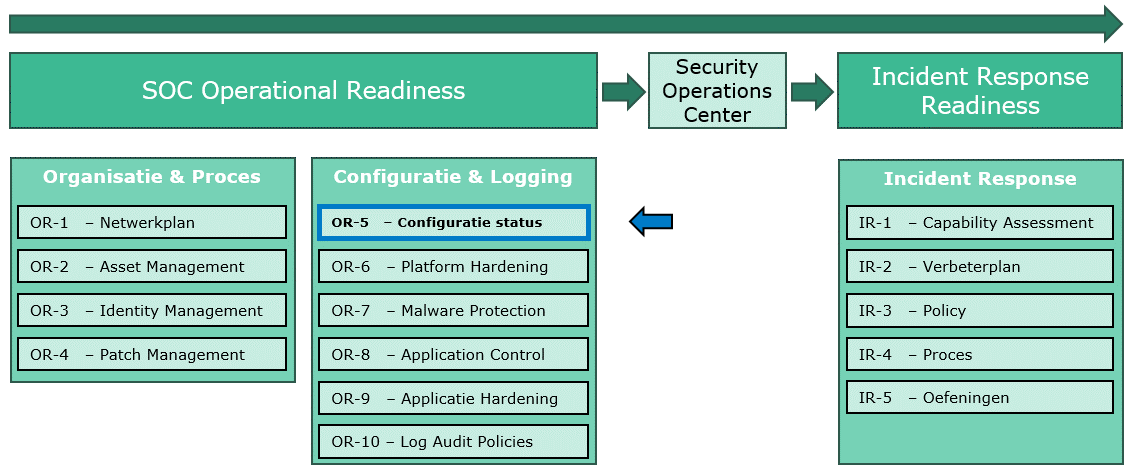 SOC Operational Readiness
Security
Operations
Center
Incident Response
Readiness
Organisatie & Proces
OR-1 – Netwerkplan
OR-2 – Asset Management
OR-3 – Identity Management
OR-4 – Patch Management
Configuratie & Logging
OR-5 – Configuratie status
OR-6 – Platform Hardening
OR-7 – Malware Protection
OR-8 – Application Control
OR-9 – Applicatie Hardening
OR-10 – Log Audit Policies
Incident Response
IR-1 – Capability Assessment
IR-2 – Verbeterplan
IR-3 – Policy
IR-4 – Proces
IR-5 – Oefeningen